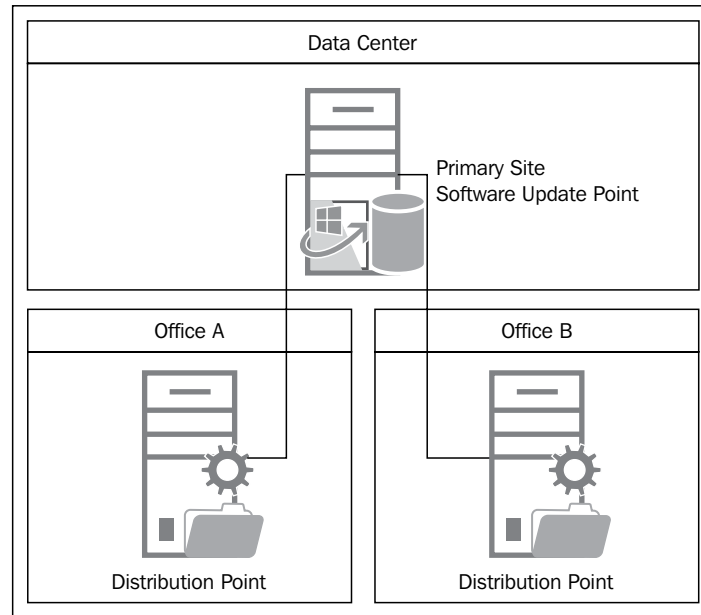 Data Center
Primary Site
Software Update Point
Office A
Office B
Distribution Point
Distribution Point